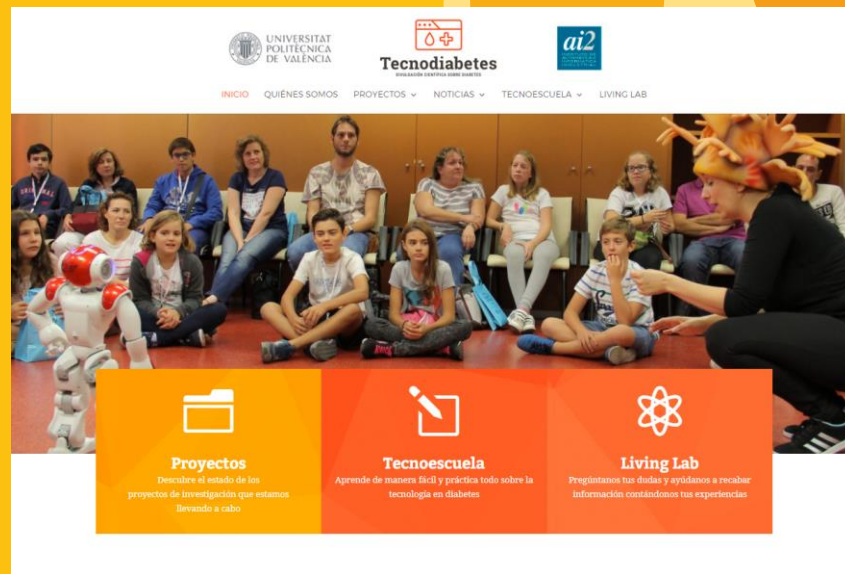 UNIVERSITAT
POLITÈCNICA
DE VALÈNCIA
Tecnodiabetes
DIVULGACIÓN CIENTÍFICA SOBRE DIABETES
ai2
INICIO QUIÉNES SOMOS PROYECTOS NOTICIAS TECNOESCUELA LIVING LAB
Proyectos
Descubre el estado de los
proyectos de investigación que estamos
llevando a cabo
Tecnoescuela
Aprende de manera fácil y práctica todo sobre la
tecnología en diabetes
Living Lab
Pregúntanos tus dudas y ayúdanos a recabar
información contándonos tus experiencias